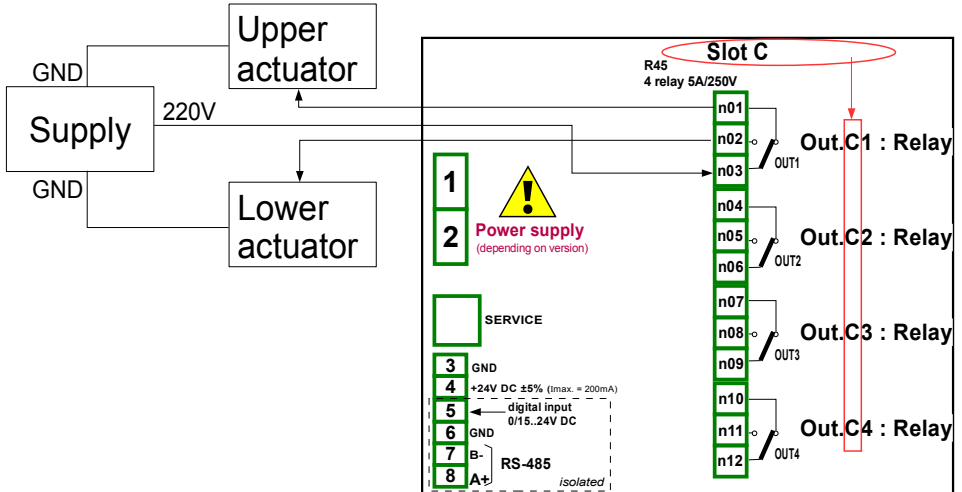 Upper
actuator
GND
Supply
220V
GND
Lower
actuator
Slot C
R45
4 relay 5A/250V
n01
n02
n03
OUT1
Out.C1 : Relay
n04
n05
n06
OUT2
Out.C2 : Relay
n07
n08
n09
OUT3
Out.C3 : Relay
n10
n11
n12
OUT4
Out.C4 : Relay
1
2
!
Power supply
(depending on version)
SERVICE
3 GND
4 +24V DC ±5% (Imax. = 200mA)
5 digital input
0/15..24V DC
6 GND
7 B-
8 A+
RS-485
isolated